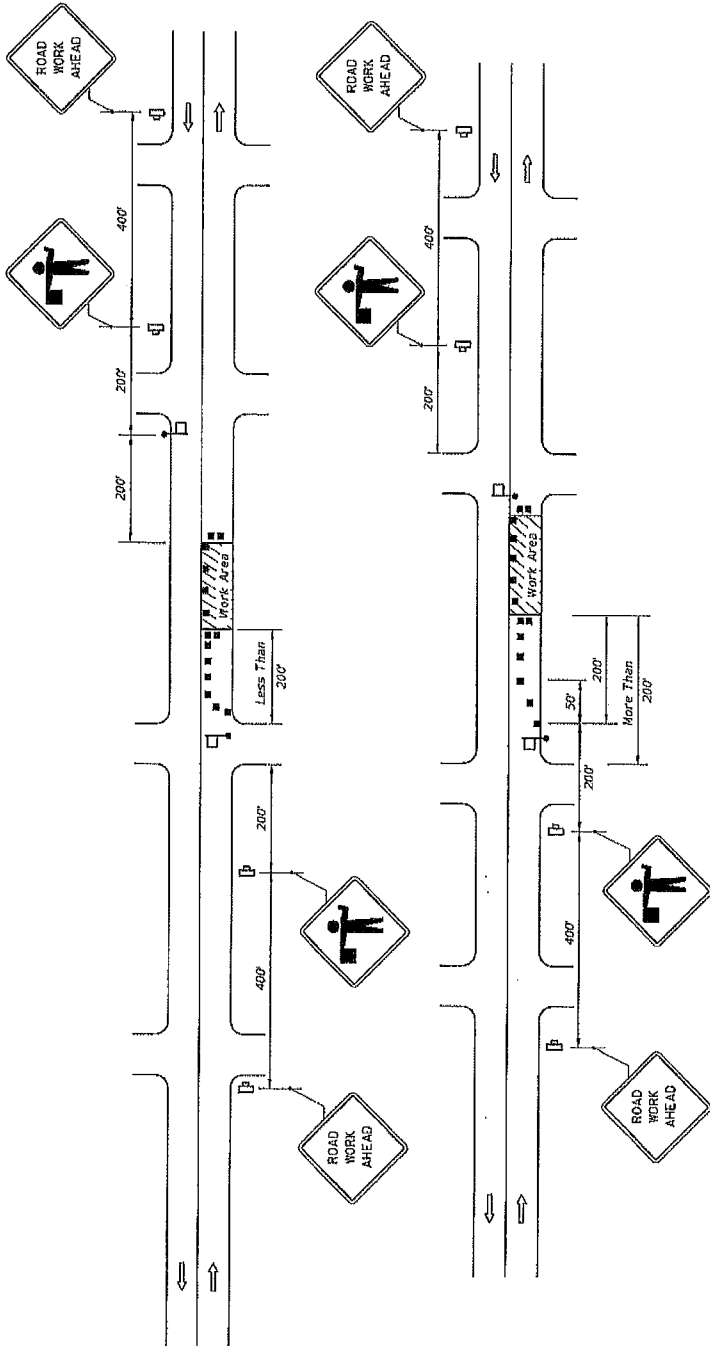 ROAD
WORK
AHEAD
400'
200'
200'
Work Area
Less Than
200'
200'
400'
ROAD
WORK
AHEAD
ROAD
WORK
AHEAD
400'
200'
Work Area
200'
More Than
200'
50'
200'
400'
ROAD
WORK
AHEAD